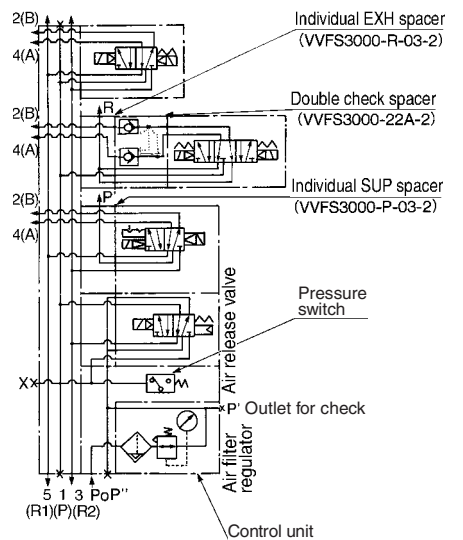 2(B)
X
Individual EXH spacer
(VVFS3000-R-03-2)
4(A)
R
Double check spacer
(VVFS3000-22A-2)
2(B)
4(A)
P
Individual SUP spacer
(VVFS3000-P-03-2)
2(B)
4(A)
Air release valve
Pressure
switch
X
P' Outlet for check
Air filter
regulator
5 1 3 PoP"
(R1)(P)(R2)
Control unit